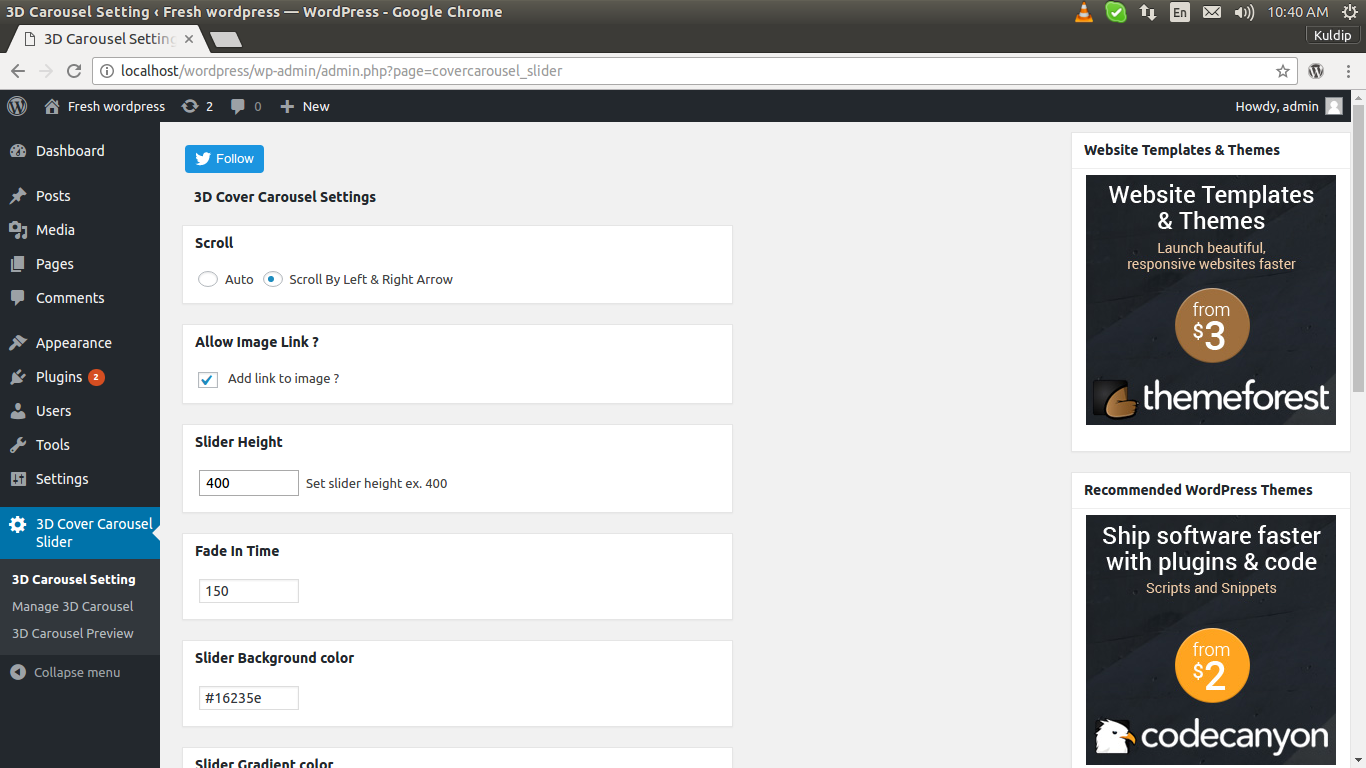 3D Carousel Setting ‹ Fresh wordpress — WordPress - Google Chrome
En
10:40 AM
3D Carousel Setting
Kuldip
localhost/wordpress/wp-admin/admin.php?page=covercarousel_slider
Fresh wordpress
2
0
New
Howdy, admin
Dashboard
Posts
Media
Pages
Comments
Appearance
Plugins 2
Users
Tools
Settings
3D Cover Carousel
Slider
3D Carousel Setting
Manage 3D Carousel
3D Carousel Preview
Collapse menu
Follow
3D Cover Carousel Settings
Scroll
Auto
Scroll By Left & Right Arrow
Allow Image Link ?
Add link to image ?
Slider Height
400
Set slider height ex. 400
Fade In Time
150
Slider Background color
#16235e
Slider Gradient color
Website Templates & Themes
Website Templates
& Themes
Launch beautiful,
responsive websites faster
from
$3
themeforest
Recommended WordPress Themes
Ship software faster
with plugins & code
Scripts and Snippets
from
$2
codecanyon